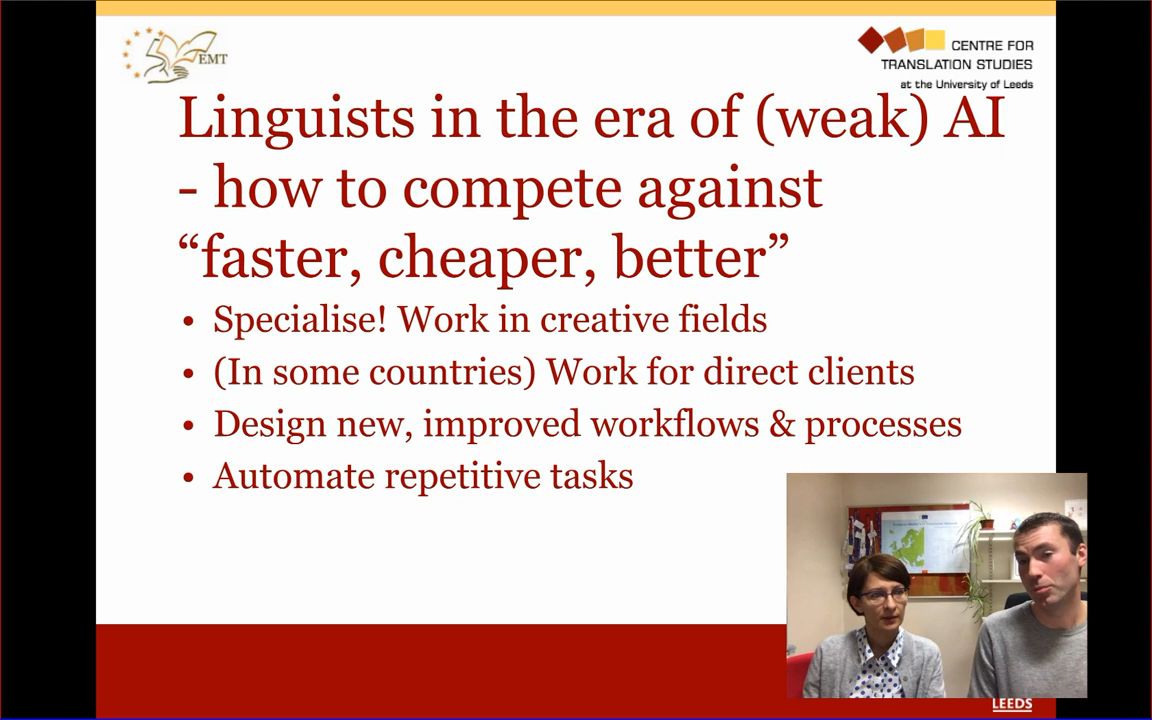 EMT
CENTRE FOR
TRANSLATION STUDIES
at the University of Leeds
Linguists in the era of (weak) AI
- how to compete against
“faster, cheaper, better”
• Specialise! Work in creative fields
• (In some countries) Work for direct clients
• Design new, improved workflows & processes
• Automate repetitive tasks
LEEDS